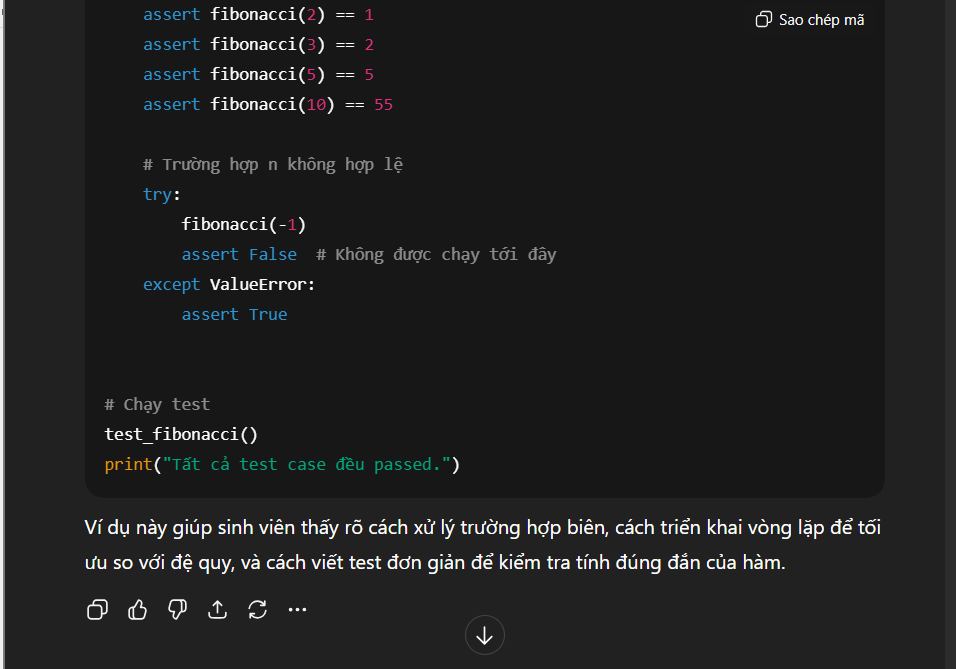 assert fibonacci(2) == 1
Sao chép mã
assert fibonacci(3) == 2
assert fibonacci(5) == 5
assert fibonacci(10) == 55
# Trường hợp n không hợp lệ
try:
fibonacci(-1)
assert False  # Không được chạy tới đây
except ValueError:
assert True
# Chạy test
test_fibonacci()
print("Tất cả test case đều passed.")
Ví dụ này giúp sinh viên thấy rõ cách xử lý trường hợp biên, cách triển khai vòng lặp để tối
ưu so với đệ quy, và cách viết test đơn giản để kiểm tra tính đúng đắn của hàm.